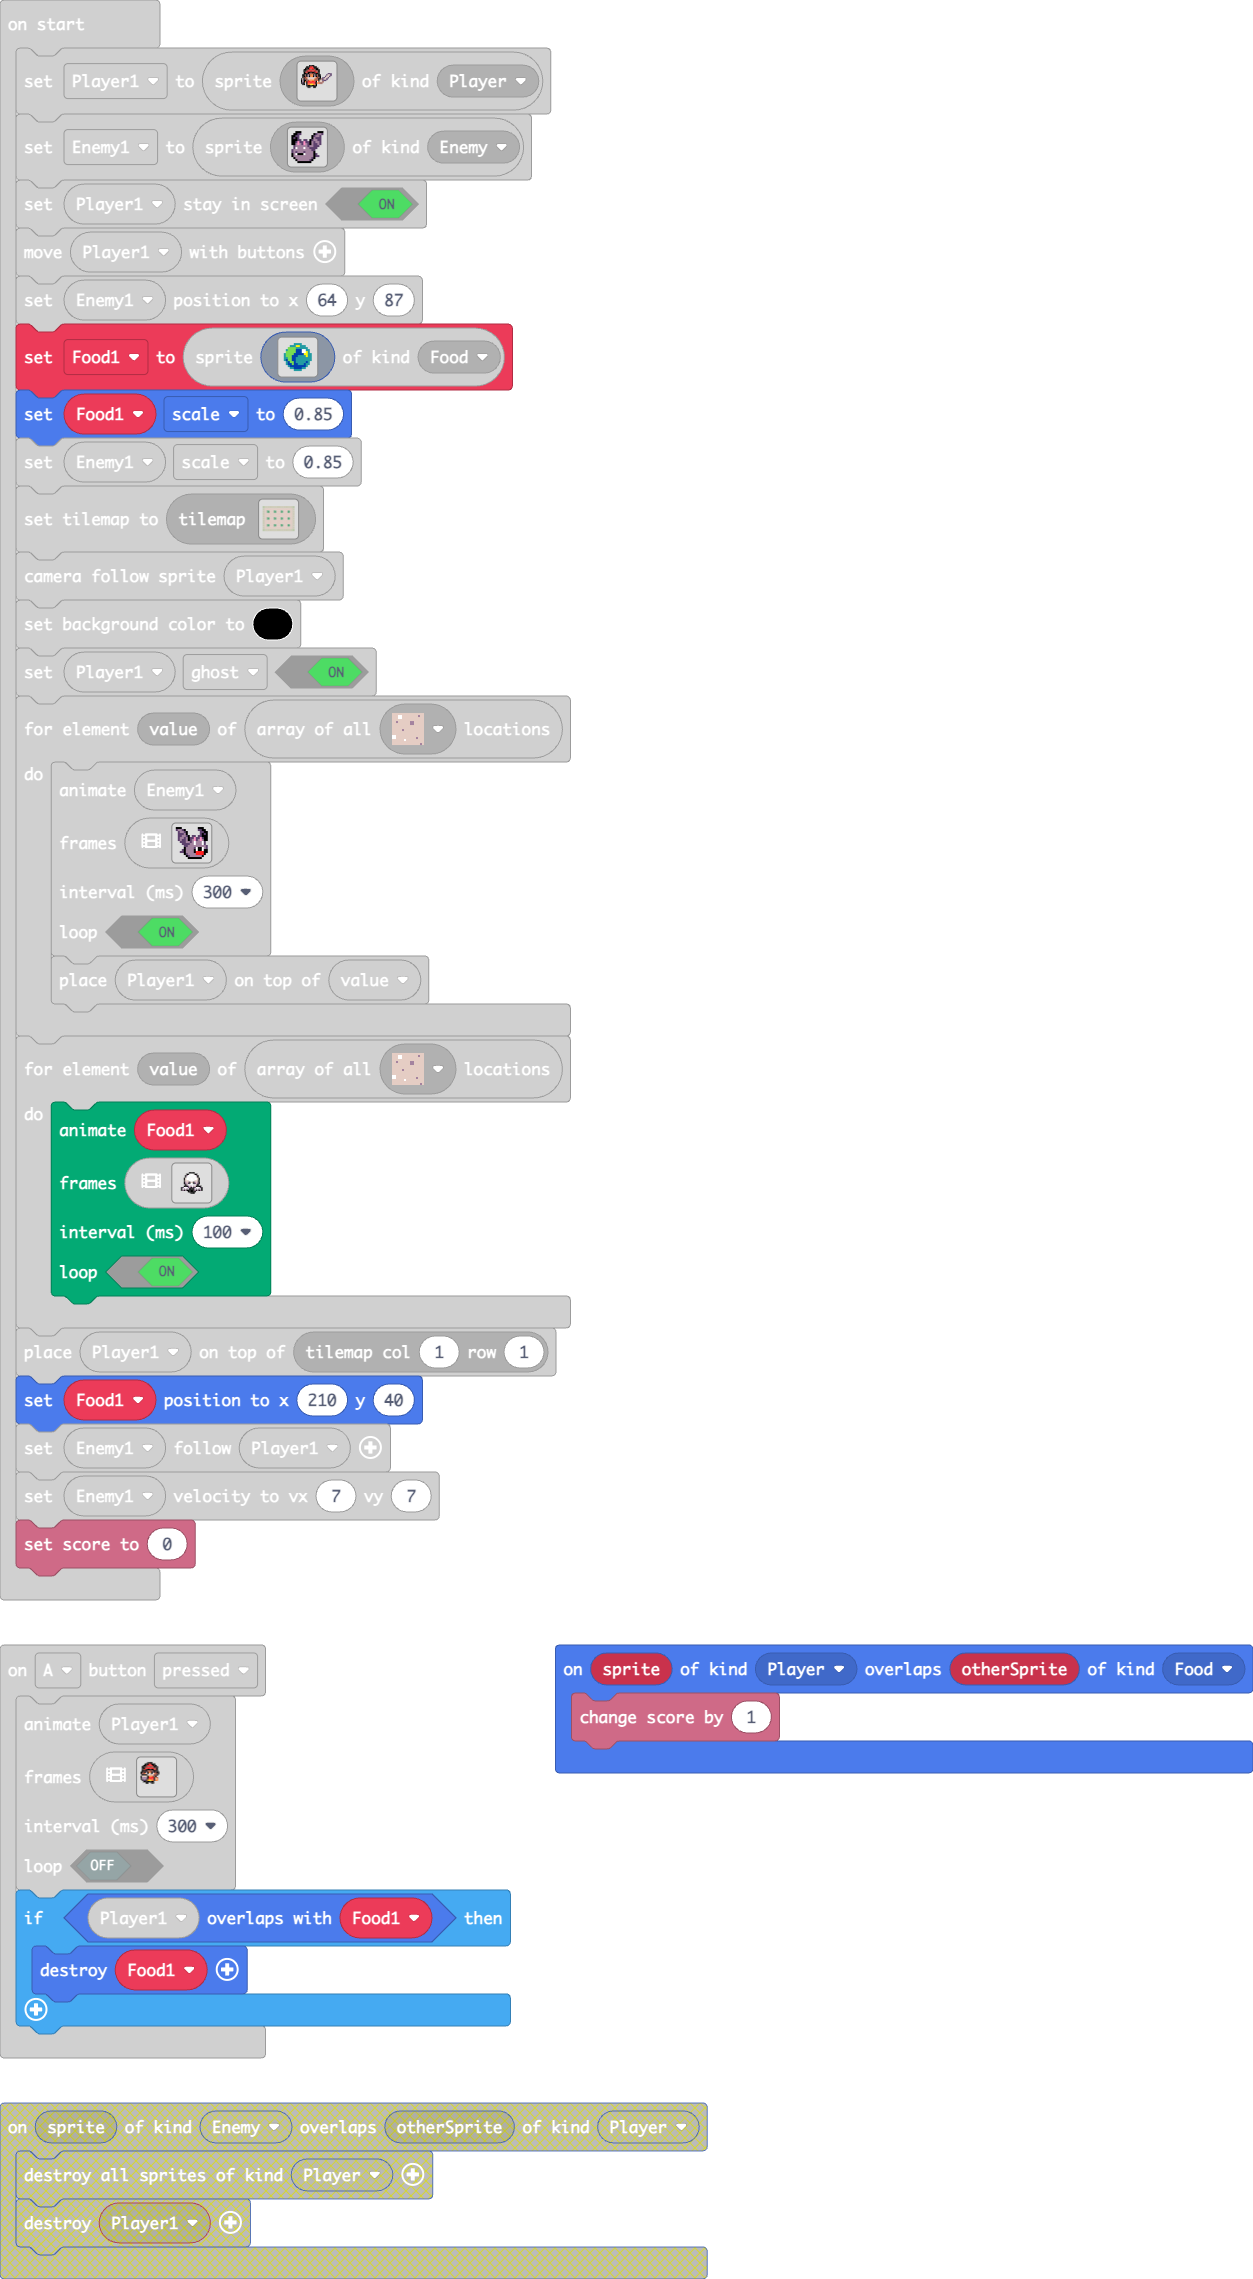 on start
set Player1 to sprite of kind Player
set Enemy1 to sprite of kind Enemy
set Player1 stay in screen ON
move Player1 with buttons
set Enemy1 position to x 64 y 87
set Food1 to sprite of kind Food
set Food1 scale to 0.85
set Enemy1 scale to 0.85
set tilemap to tilemap
camera follow sprite Player1
set background color to
set Player1 ghost ON
for element value of array of all locations
do
animate Enemy1
frames
interval (ms) 300
loop ON
place Player1 on top of value
for element value of array of all locations
do
animate Food1
frames
interval (ms) 100
loop ON
place Player1 on top of tilemap col 1 row 1
set Food1 position to x 210 y 40
set Enemy1 follow Player1
set Enemy1 velocity to vx 7 vy 7
set score to 0
on A button pressed
animate Player1
frames
interval (ms) 300
loop OFF
if Player1 overlaps with Food1 then
destroy Food1
on sprite of kind Player overlaps otherSprite of kind Food
change score by 1
on sprite of kind Enemy overlaps otherSprite of kind Player
destroy all sprites of kind Player
destroy Player1